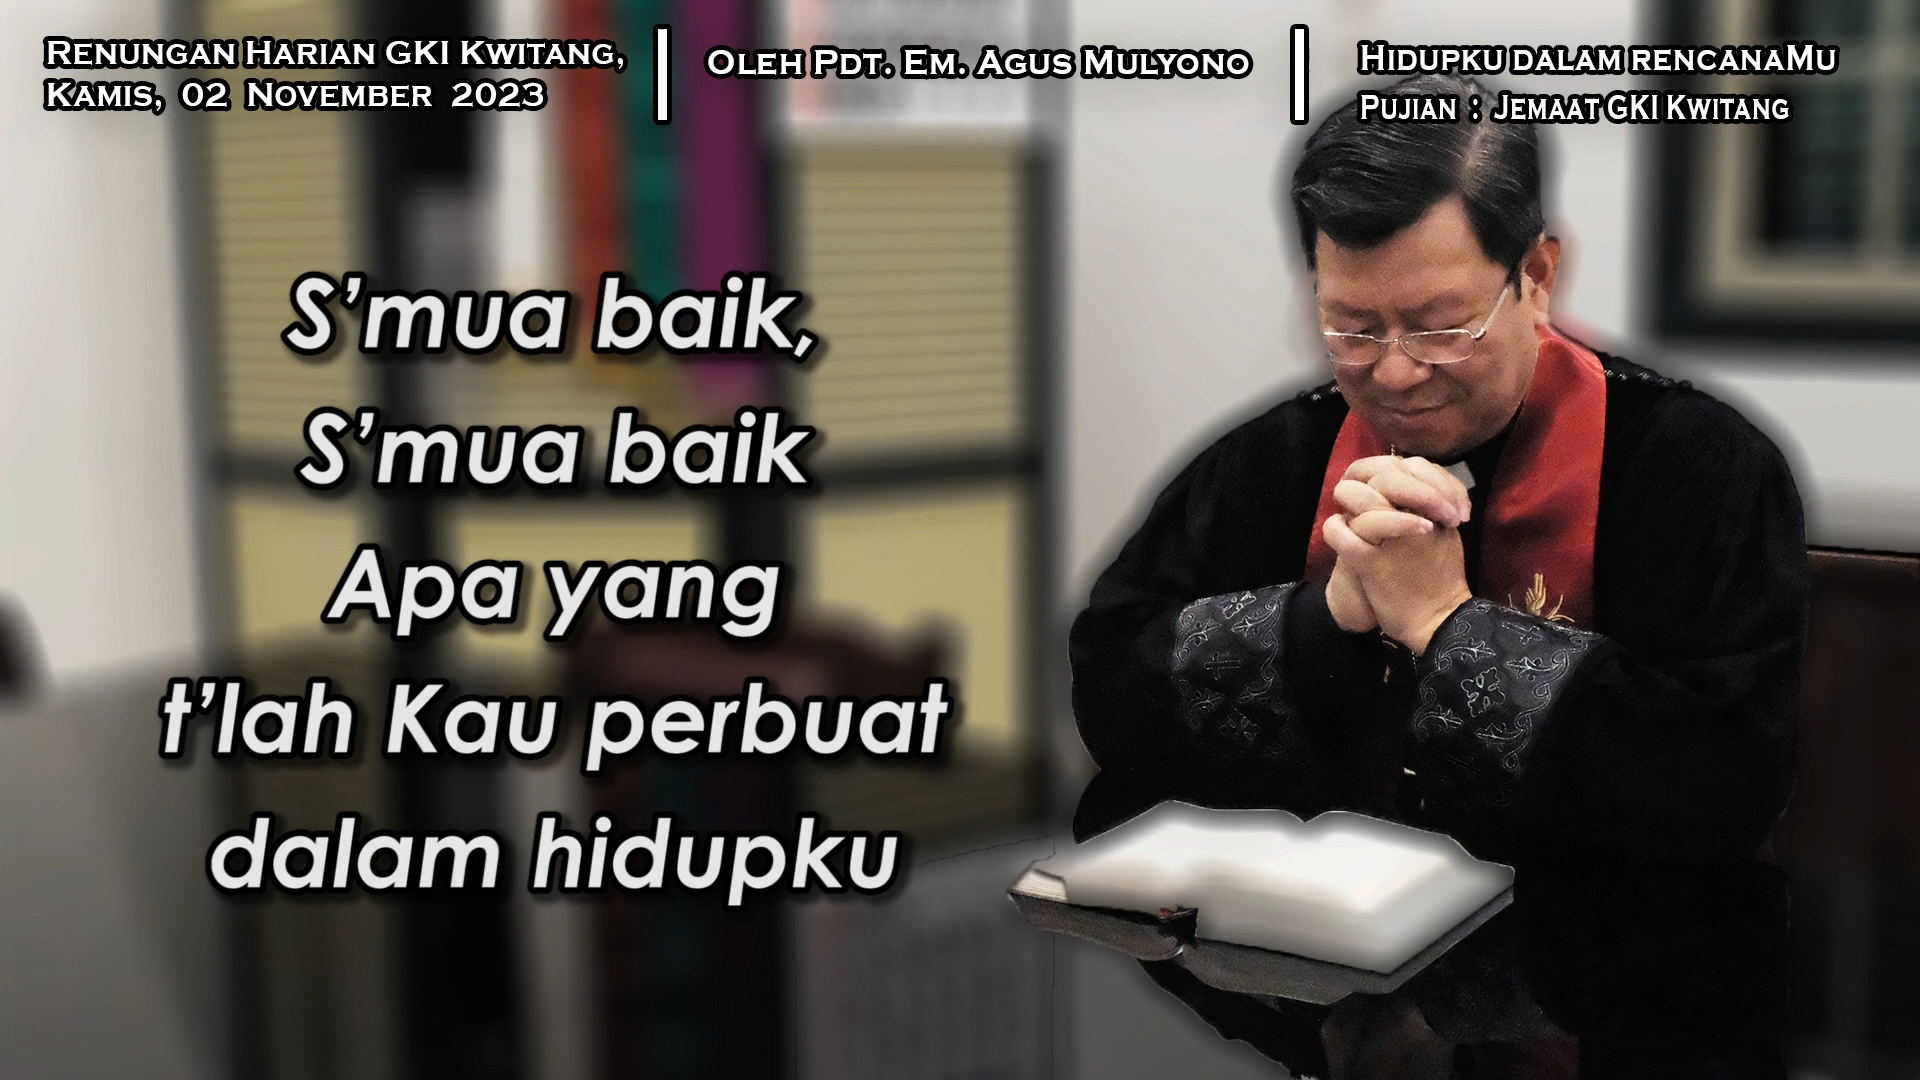 Renungan Harian GKI Kwitang,
Kamis, 02 November 2023
Oleh Pdt. Em. Agus Mulyono
Hidupku dalam rencanaMu
Pujian : Jemaat GKI Kwitang
S'mua baik,
S'mua baik
Apa yang
t'lah Kau perbuat
dalam hidupku